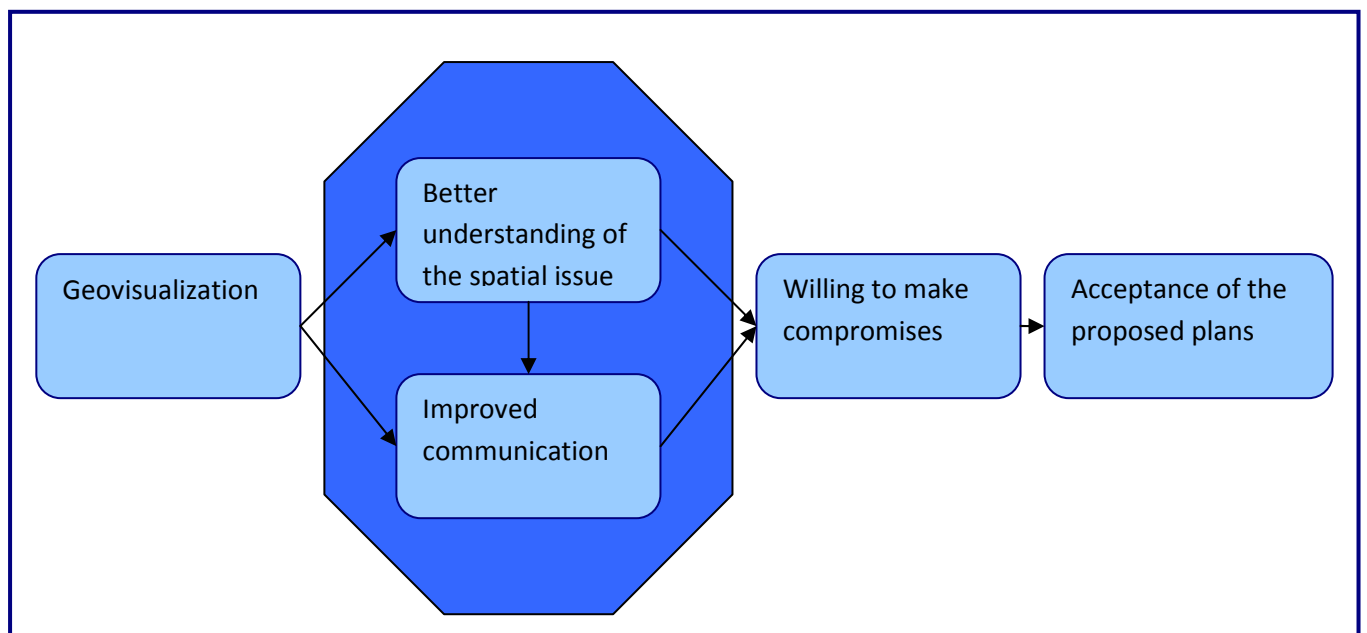 Geovisualization
Better
understanding of
the spatial issue
Improved
communication
Willing to make
compromises
Acceptance of the
proposed plans